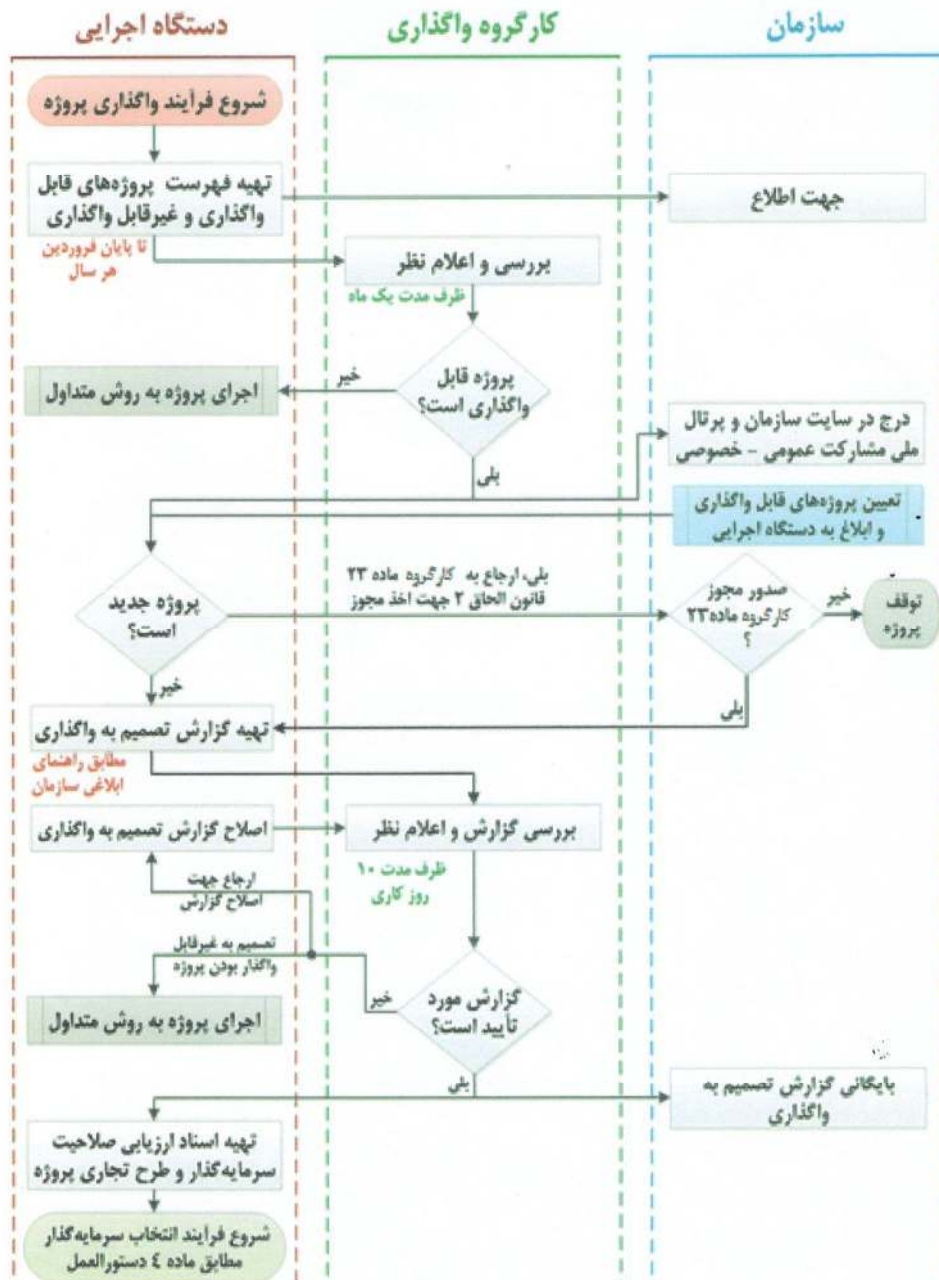 دستگاه اجرایی
کارگروه واگذاری
سازمان
شروع فرآیند واگذاری پروژه
تهیه فهرست پروژه‌های قابل
واگذاری و غیرقابل واگذاری
جهت اطلاع
تا پایان فروردین
هر سال
بررسی و اعلام نظر
ظرف مدت یک ماه
پروژه قابل
واگذاری است؟
خیر
اجرای پروژه به روش متداول
درج در سایت سازمان و پرتال
ملی مشارکت عمومی - خصوصی
بلی
تعیین پروژه‌های قابل واگذاری
و ابلاغ به دستگاه اجرایی
پروژه جدید
است؟
بلی، ارجاع به کارگروه ماده ۲۳
قانون الحاق ۲ جهت اخذ مجوز
صدور مجوز
کارگروه ماده۲۳
؟
خیر
توقف
پروژه
خیر
بلی
تهیه گزارش تصمیم به واگذاری
مطابق راهنمای
ابلاغی سازمان
اصلاح گزارش تصمیم به واگذاری
بررسی گزارش و اعلام نظر
ظرف مدت ۱۰
روز کاری
ارجاع جهت
اصلاح گزارش
تصمیم به غیرقابل
واگذار بودن پروژه
گزارش مورد
تأیید است؟
خیر
اجرای پروژه به روش متداول
بلی
بایگانی گزارش تصمیم به
واگذاری
تهیه اسناد ارزیابی صلاحیت
سرمایه‌گذار و طرح تجاری پروژه
شروع فرآیند انتخاب سرمایه‌گذار
مطابق ماده ٤ دستورالعمل